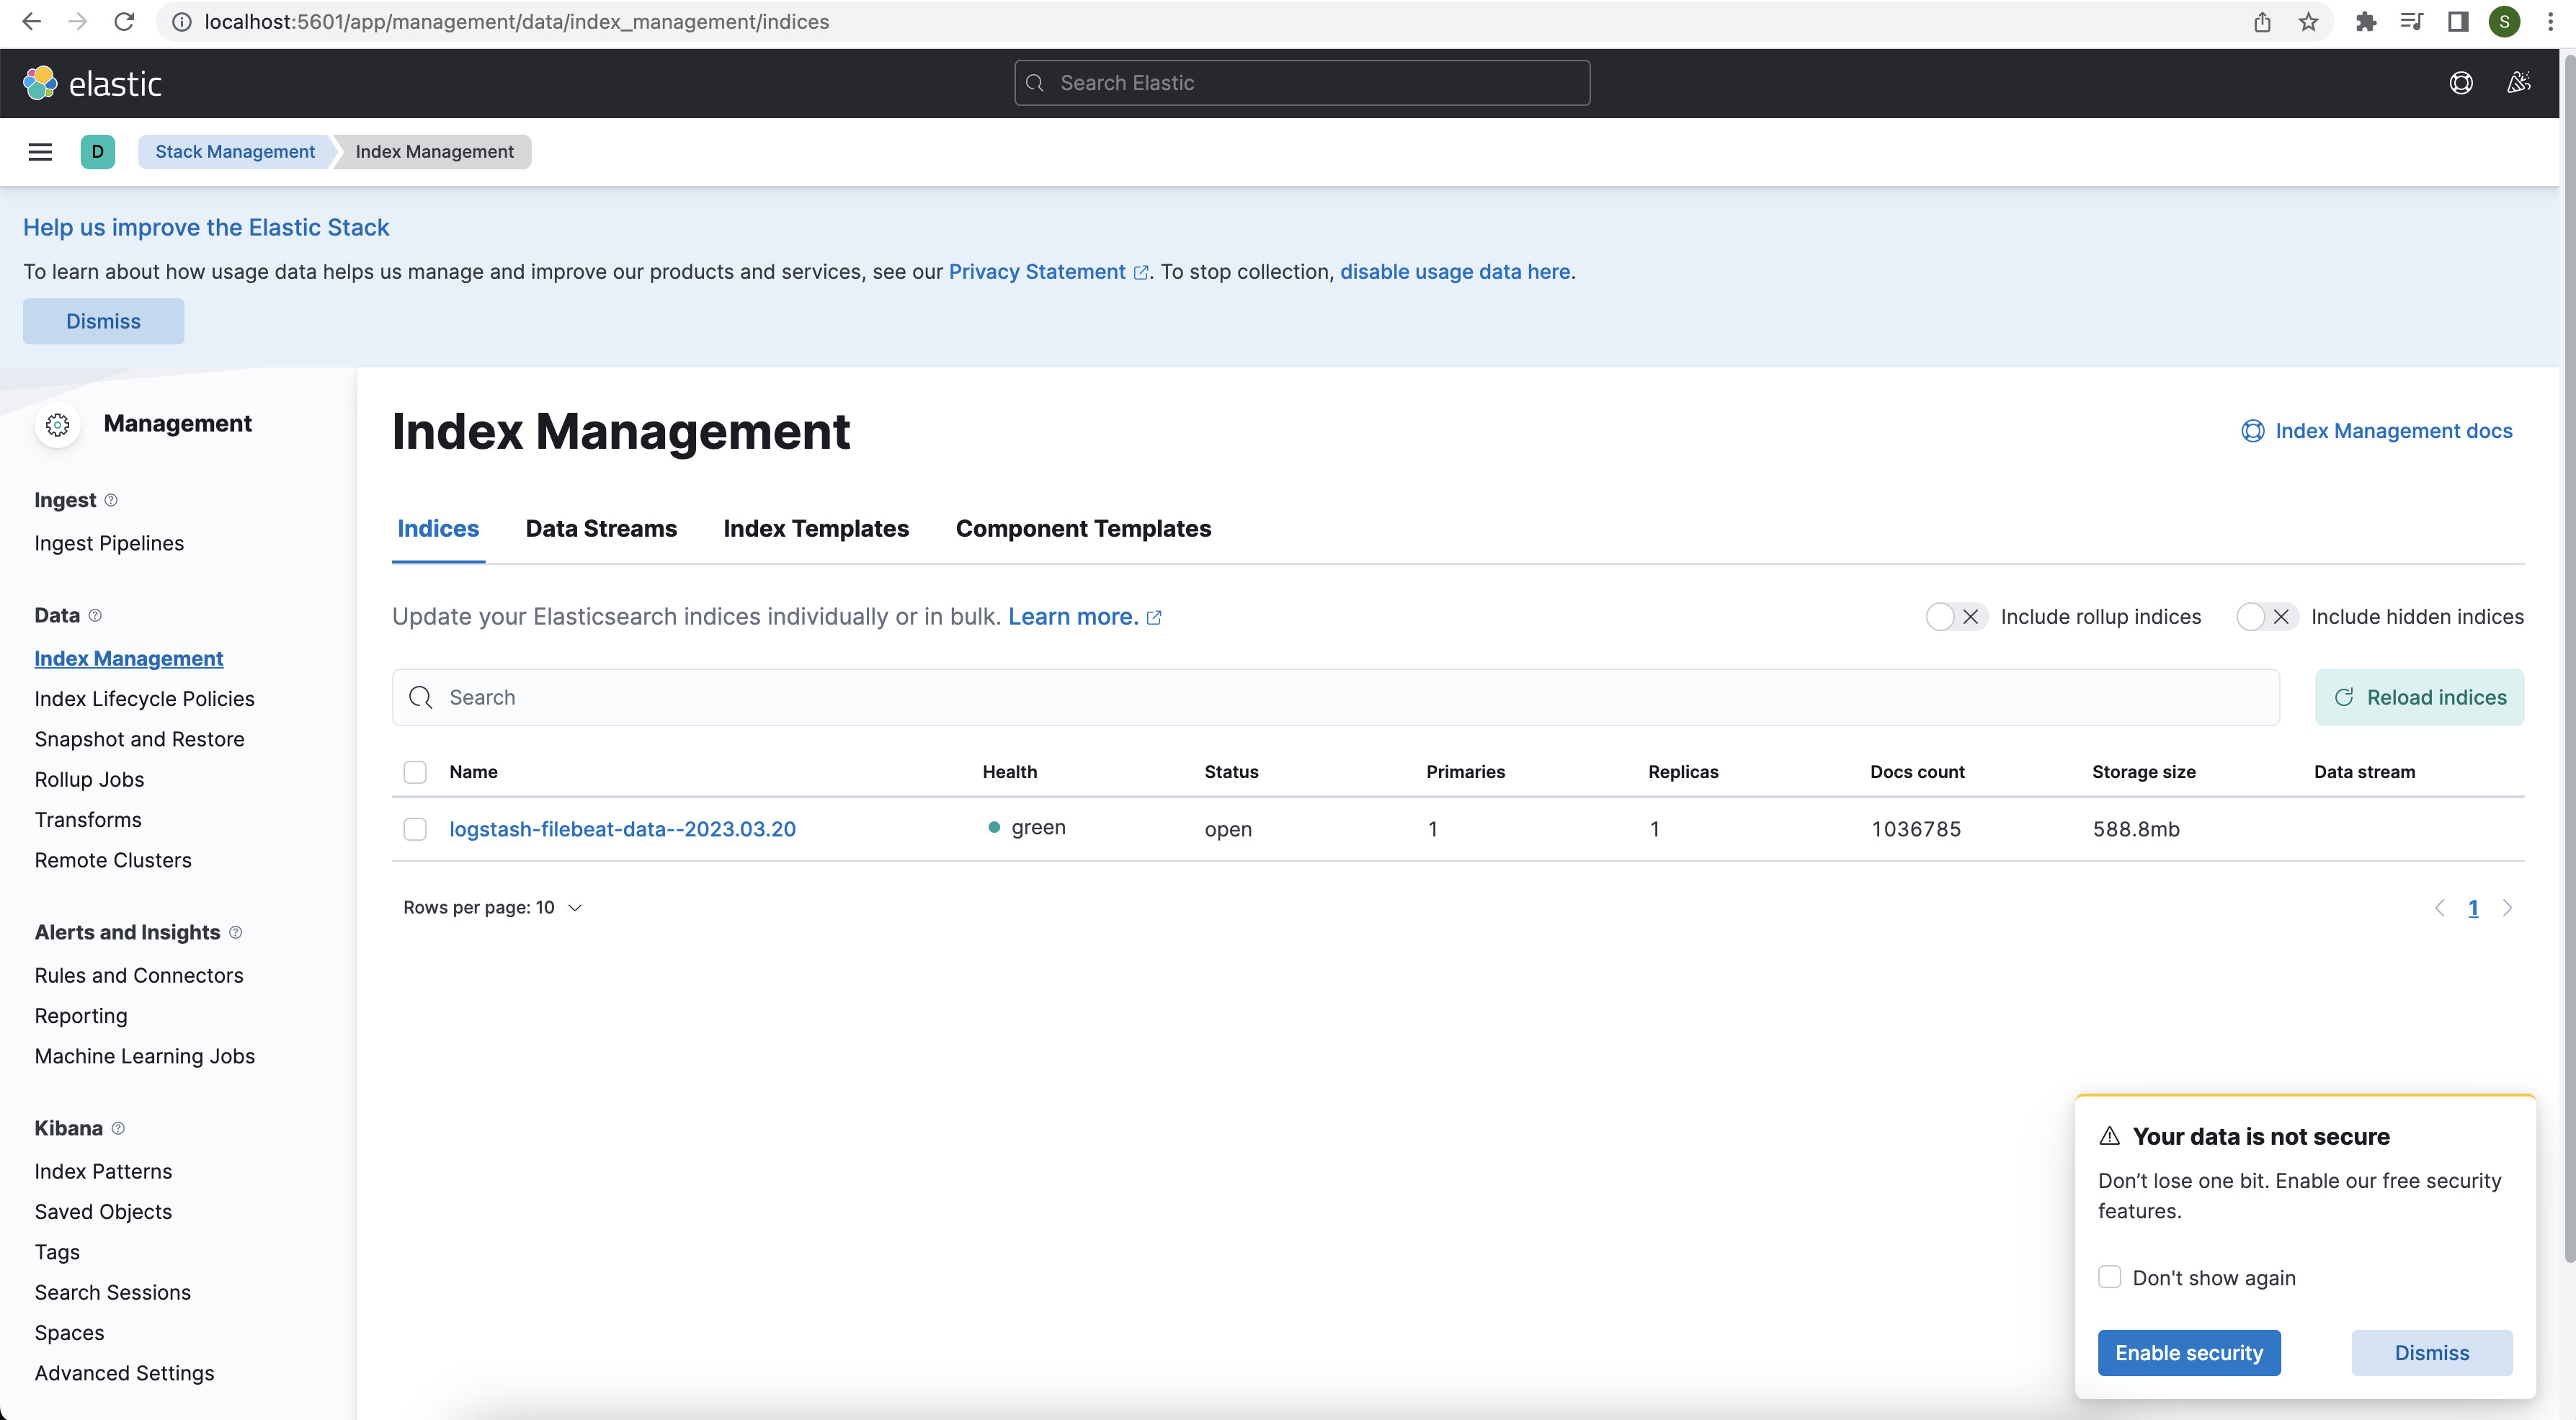 localhost:5601/app/management/data/index_management/indices
S
elastic
Search Elastic
D
Stack Management
Index Management
Help us improve the Elastic Stack
To learn about how usage data helps us manage and improve our products and services, see our Privacy Statement. To stop collection, disable usage data here.
Dismiss
Management
Ingest
Ingest Pipelines
Data
Index Management
Index Lifecycle Policies
Snapshot and Restore
Rollup Jobs
Transforms
Remote Clusters
Alerts and Insights
Rules and Connectors
Reporting
Machine Learning Jobs
Kibana
Index Patterns
Saved Objects
Tags
Search Sessions
Spaces
Advanced Settings
Index Management
Index Management docs
Indices Data Streams Index Templates Component Templates
Update your Elasticsearch indices individually or in bulk. Learn more.
Include rollup indices
Include hidden indices
Search
Reload indices
Name Health Status Primaries Replicas Docs count Storage size Data stream
logstash-filebeat-data--2023.03.20 green open 1 1 1036785 588.8mb
Rows per page: 10
1
Your data is not secure
Don’t lose one bit. Enable our free security
features.
Don't show again
Enable security
Dismiss